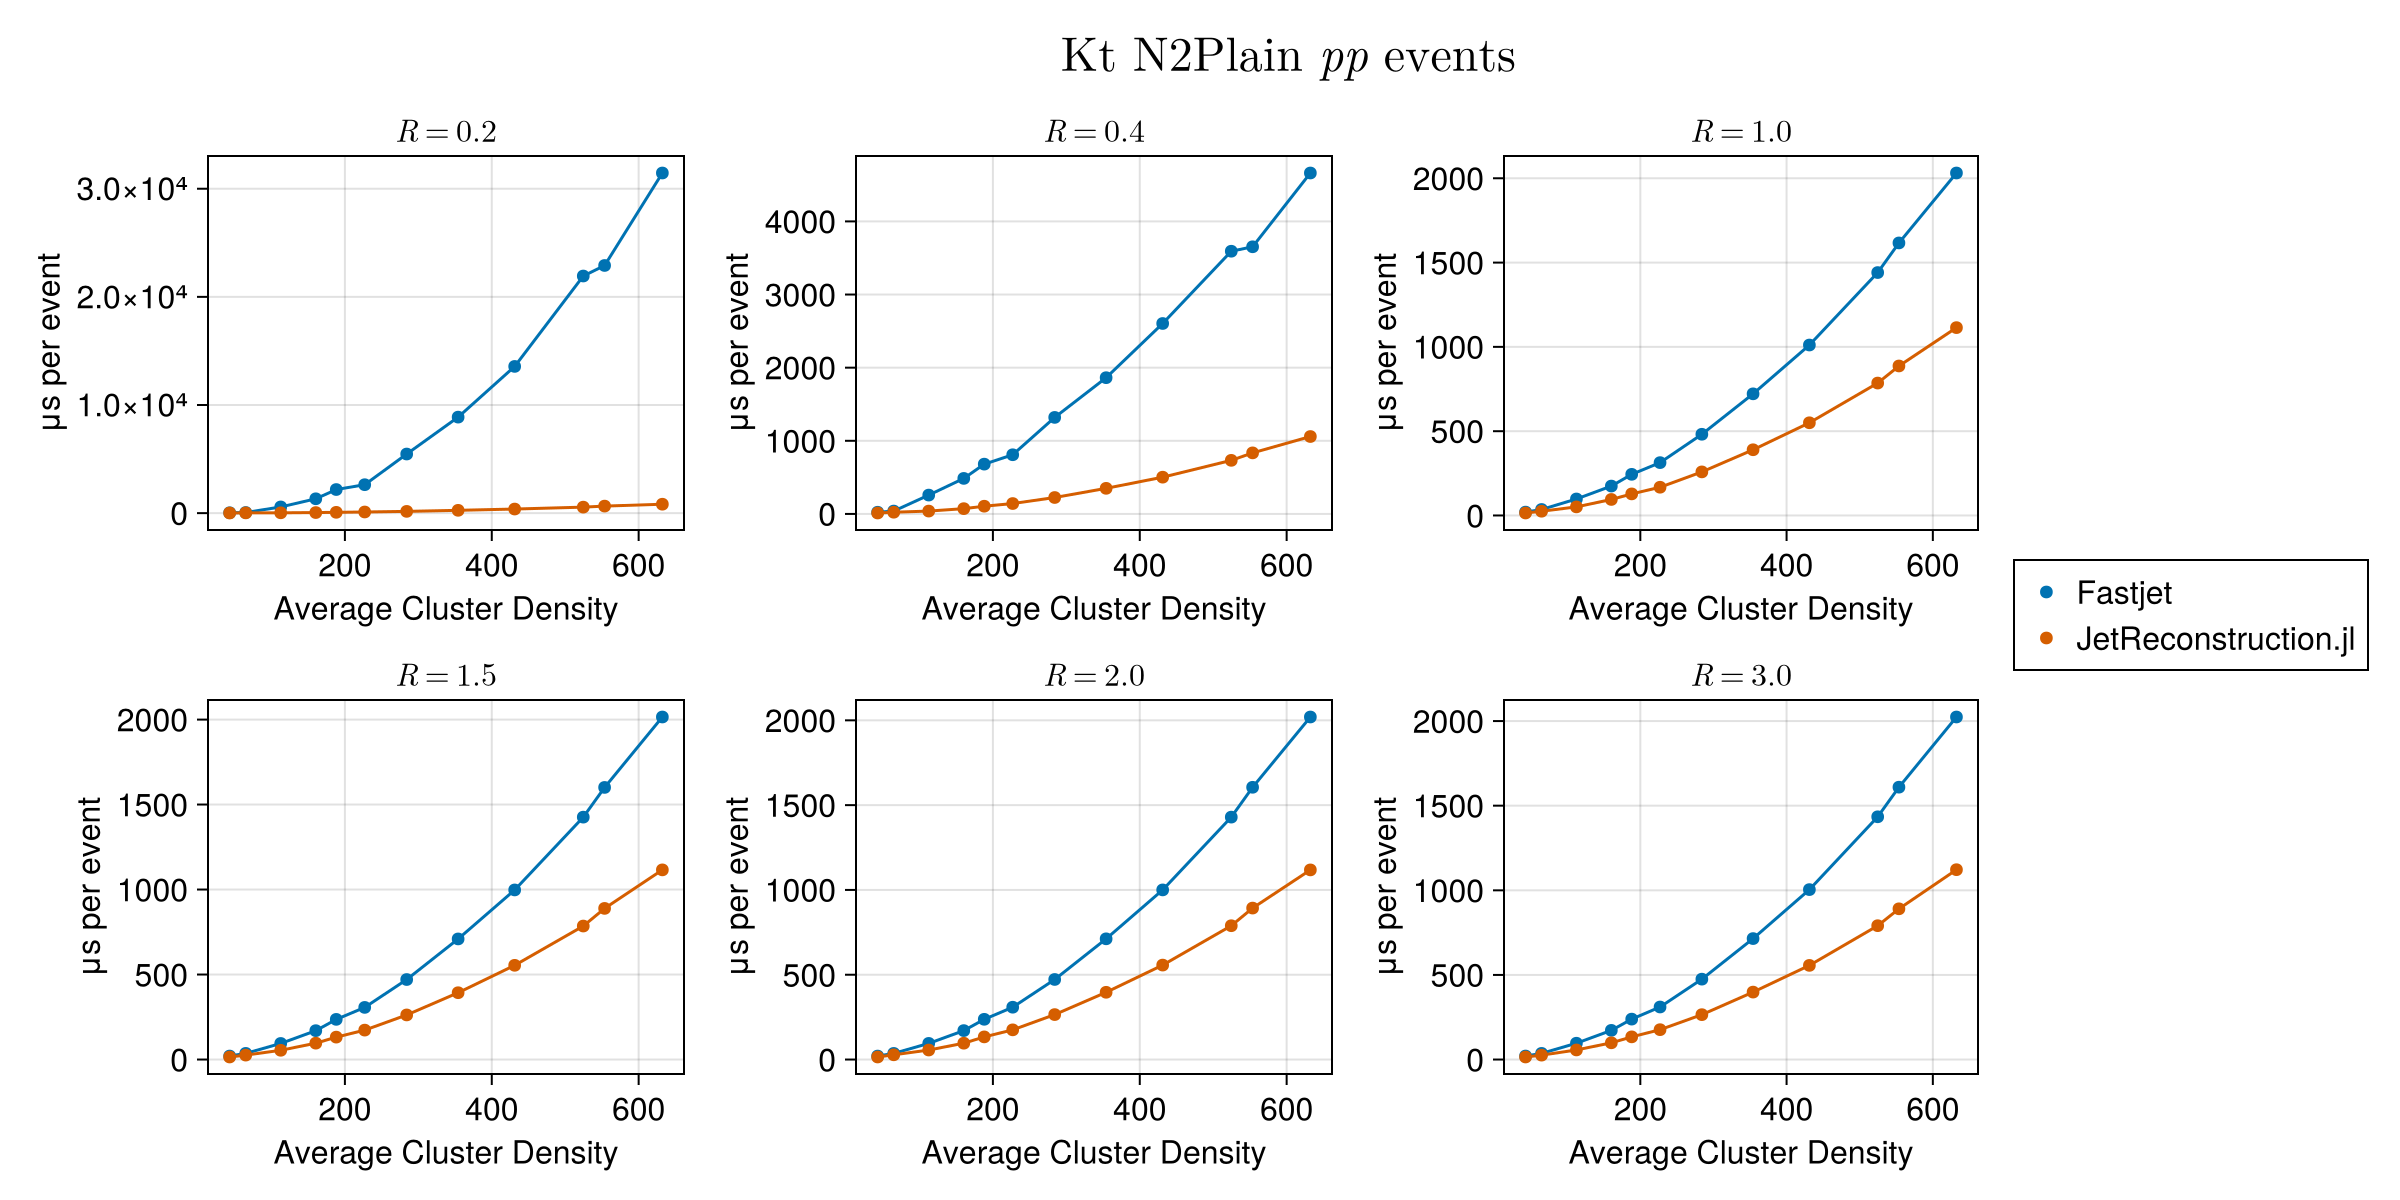 Kt N2Plain pp events
R = 0.2
3.0×10⁴
2.0×10⁴
1.0×10⁴
0
µs per event
200 400 600
Average Cluster Density
R = 0.4
4000
3000
2000
1000
0
µs per event
200 400 600
Average Cluster Density
R = 1.0
2000
1500
1000
500
0
µs per event
200 400 600
Average Cluster Density
Fastjet
JetReconstruction.jl
R = 1.5
2000
1500
1000
500
0
µs per event
200 400 600
Average Cluster Density
R = 2.0
2000
1500
1000
500
0
µs per event
200 400 600
Average Cluster Density
R = 3.0
2000
1500
1000
500
0
µs per event
200 400 600
Average Cluster Density